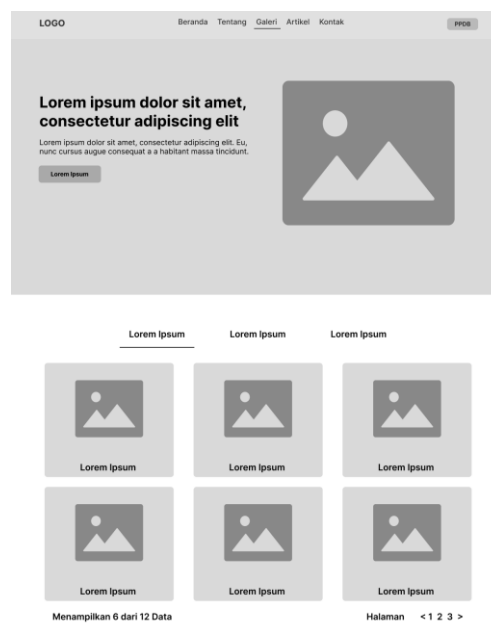 LOGO
Beranda Tentang Galeri Artikel Kontak
PPDB
Lorem ipsum dolor sit amet,
consectetur adipiscing elit
Lorem ipsum dolor sit amet, consectetur adipiscing elit. Eu,
nunc cursus augue consequat a a habitant massa tincidunt.
Lorem Ipsum
Lorem Ipsum Lorem Ipsum Lorem Ipsum
Lorem Ipsum Lorem Ipsum Lorem Ipsum
Lorem Ipsum Lorem Ipsum Lorem Ipsum
Menampilkan 6 dari 12 Data
Halaman < 1 2 3 >